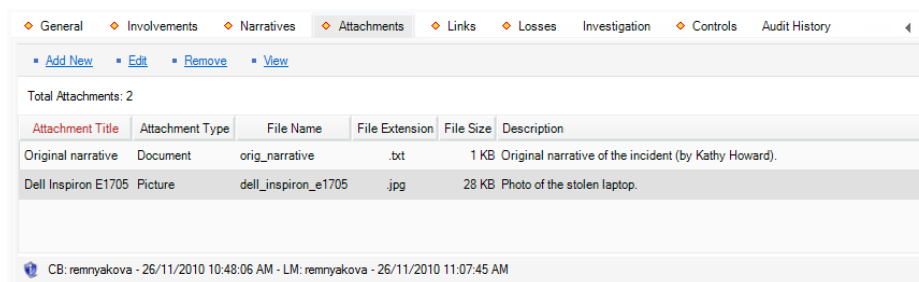 General Involvements Narratives Attachments Links Losses Investigation Controls Audit History
Add New Edit Remove View
Total Attachments: 2
Attachment Title Attachment Type File Name File Extension File Size Description
Original narrative Document orig_narrative .txt 1 KB Original narrative of the incident (by Kathy Howard).
Dell Inspiron E1705 Picture dell_inspiron_e1705 .jpg 28 KB Photo of the stolen laptop.
CB: remnyakova - 26/11/2010 10:48:06 AM - LM: remnyakova - 26/11/2010 11:07:45 AM